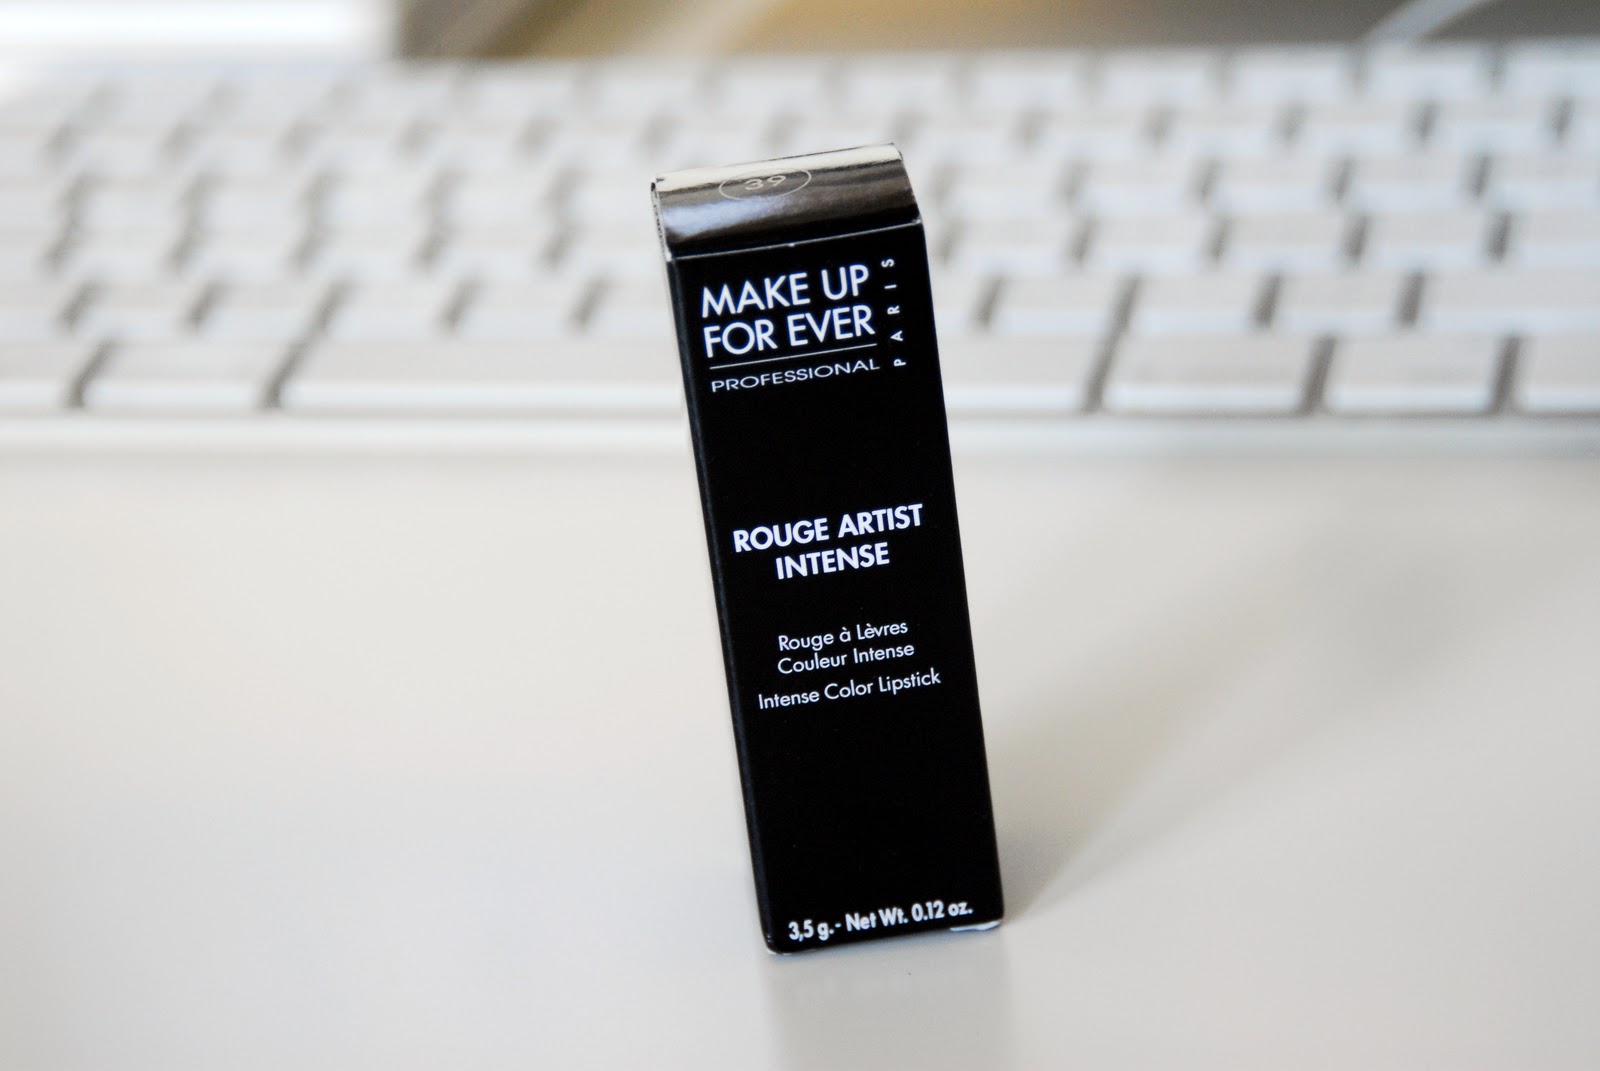 39
MAKE UP
FOR EVER
PROFESSIONAL
PARIS
ROUGE ARTIST
INTENSE
Rouge à Lèvres
Couleur Intense
Intense Color Lipstick
3,5 g.- Net Wt. 0.12 oz.